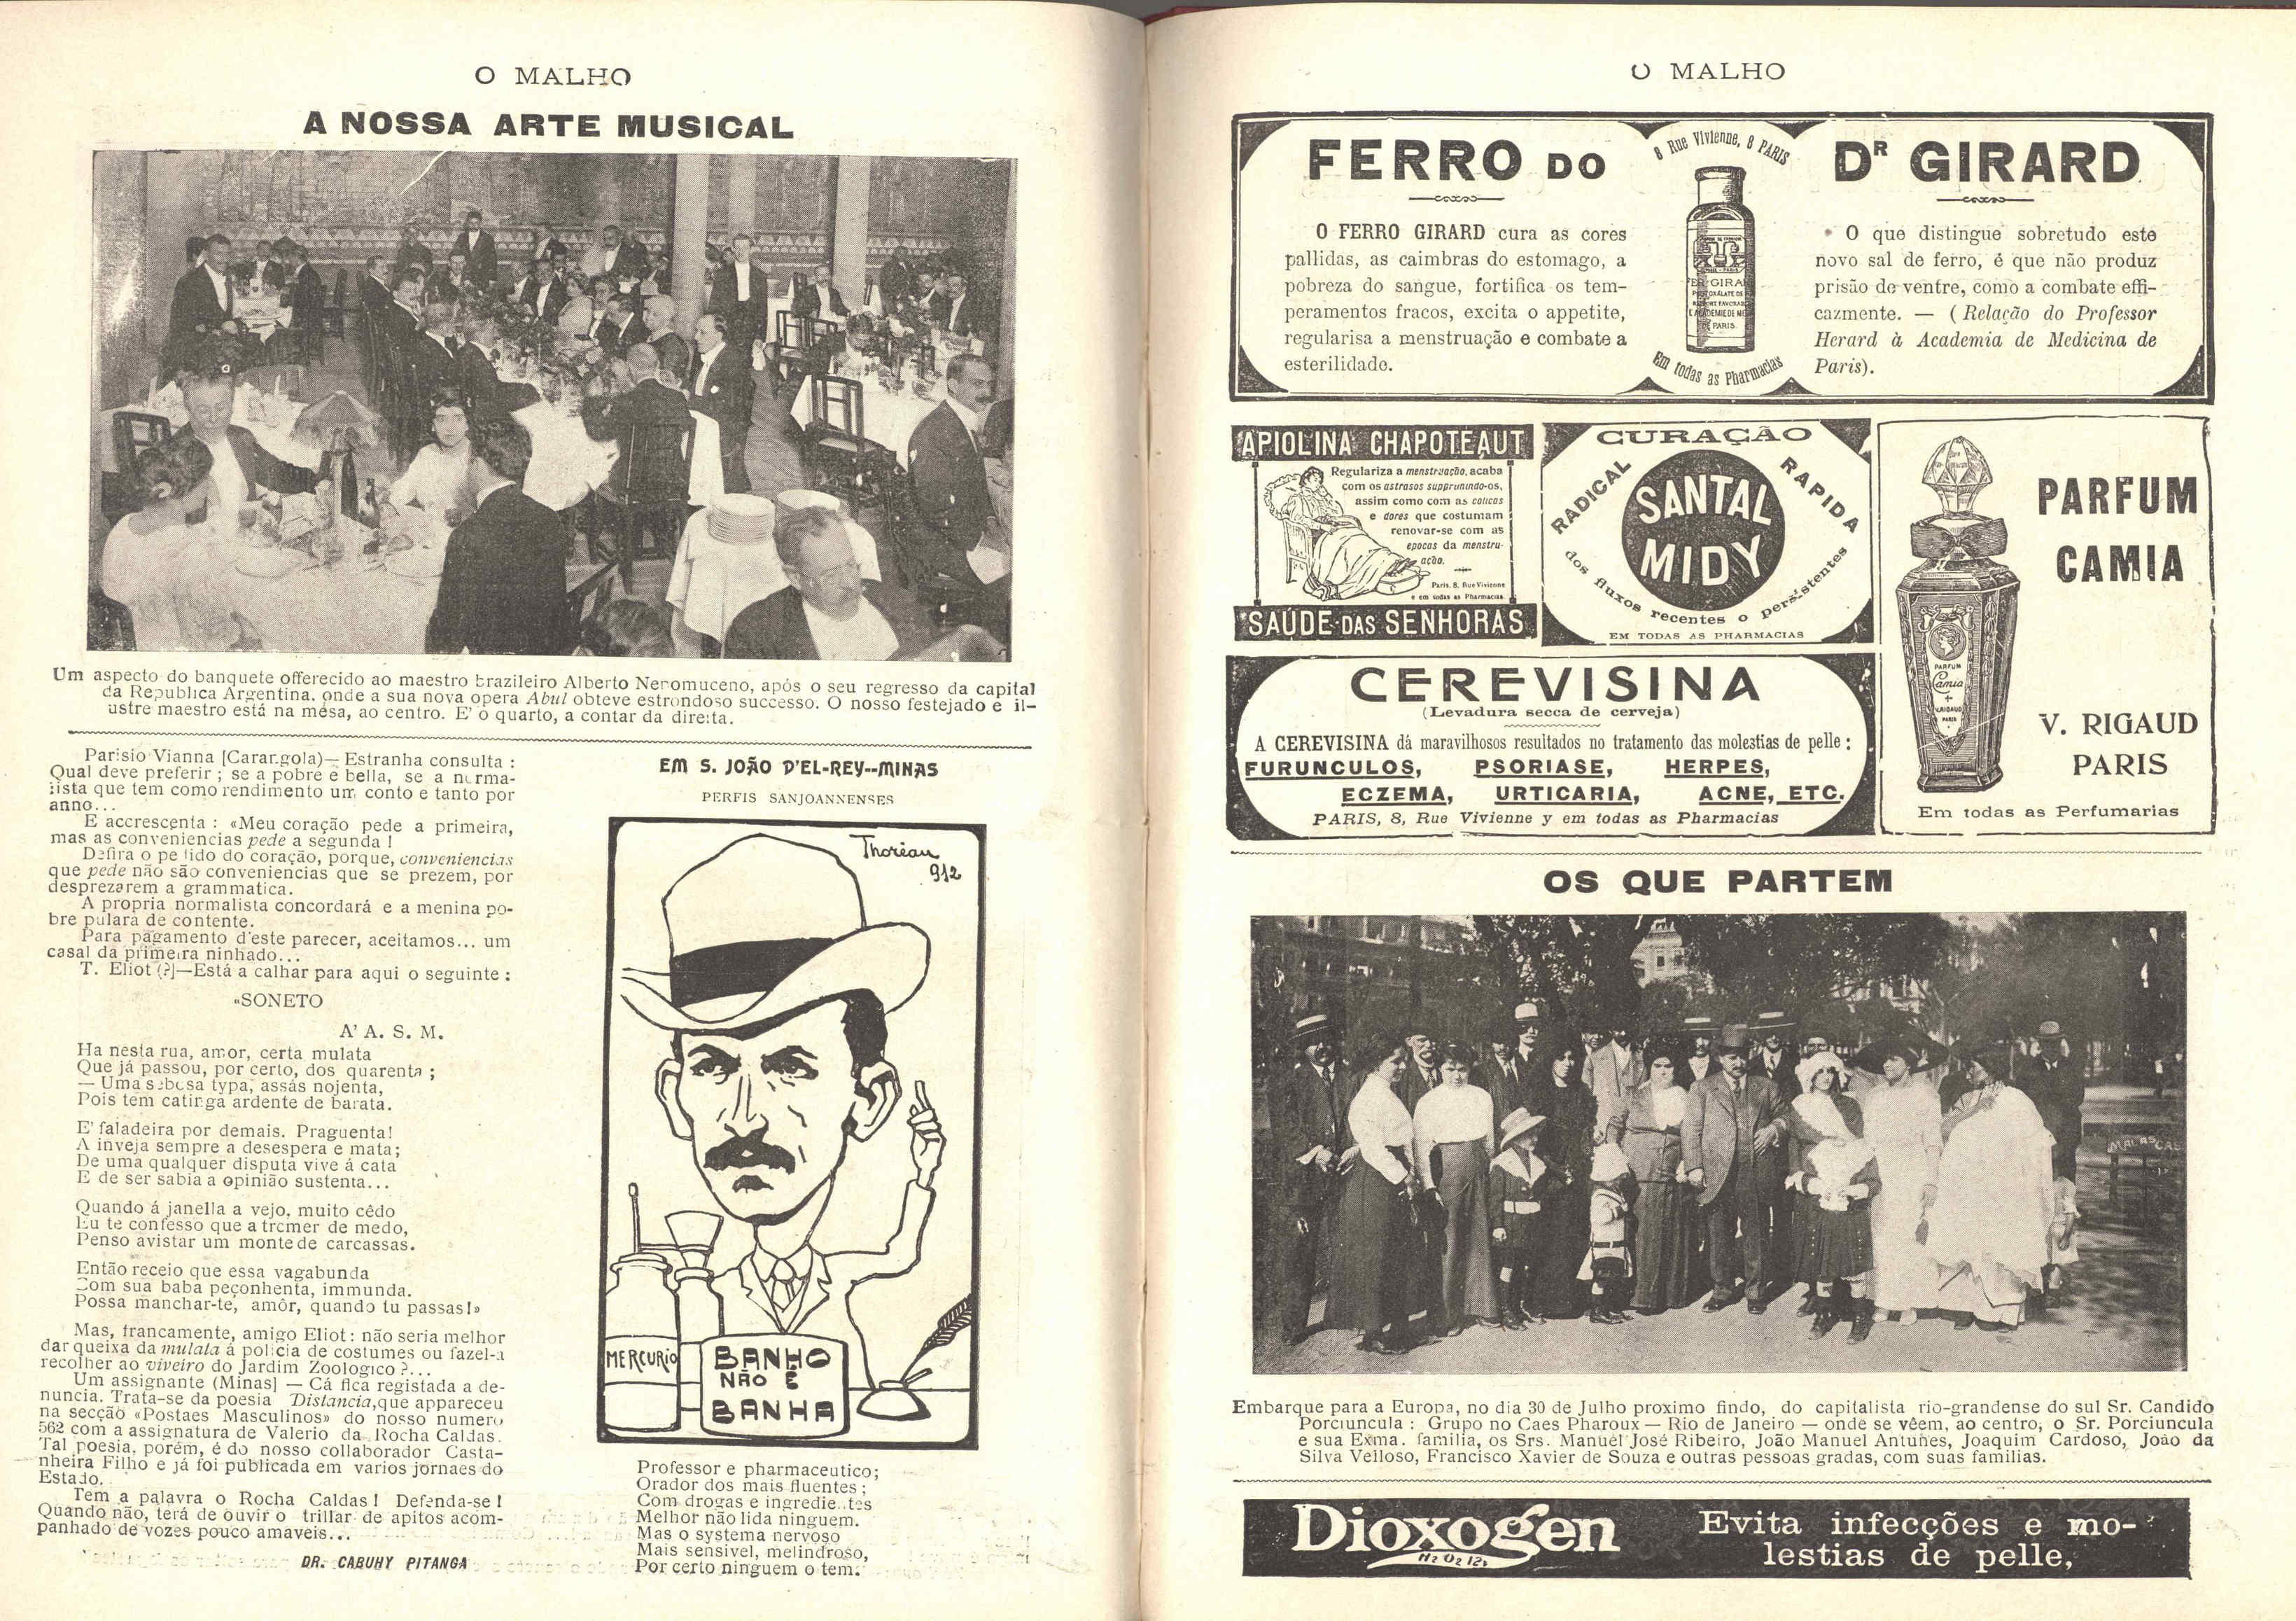 O MALHO
A NOSSA ARTE MUSICAL
Um aspecto do banquete offerecido ao maestro brazileiro Alberto Nepomuceno, após o seu regresso da capital
da Republica Argentina, onde a sua nova opera Abul obteve estrondoso successo. O nosso festejado e il-
ustre maestro está na mesa, ao centro. E' o quarto, a contar da direita.
Parisio Vianna [Carangola)— Estranha consulta :
Qual deve preferir ; se a pobre e bella, se a norma-
lista que tem como rendimento um conto e tanto por
anno...
E accrescenta : «Meu coração pede a primeira,
mas as conveniencias pede a segunda !
Defira o pedido do coração, porque, conveniencias
que pede não são conveniencias que se prezem, por
desprezarem a grammatica.
A propria normalista concordará e a menina po-
bre pulará de contente.
Para pagamento d'este parecer, aceitamos... um
casal da primeira ninhado...
T. Eliot (?]—Está a calhar para aqui o seguinte :
«SONETO
A' A. S. M.
Ha nesta rua, amor, certa mulata
Que já passou, por certo, dos quarenta ;
— Uma sebosa typa, assás nojenta,
Pois tem catinga ardente de barata.
E' faladeira por demais. Praguenta!
A inveja sempre a desespera e mata;
De uma qualquer disputa vive á cata
E de ser sabia a opinião sustenta...
Quando á janella a vejo, muito cêdo
Eu te confesso que a tremer de medo,
Penso avistar um monte de carcassas.
Então receio que essa vagabunda
Com sua baba peçonhenta, immunda.
Possa manchar-te, amôr, quando tu passas!»
Mas, francamente, amigo Eliot: não seria melhor
dar queixa da mulata á policia de costumes ou fazel-a
recolher ao viveiro do Jardim Zoologico ?...
Um assignante (Minas] — Cá fica registada a de-
nuncia. Trata-se da poesia Distancia, que appareceu
na secção «Postaes Masculinos» do nosso numero
562 com a assignatura de Valerio da Rocha Caldas.
Tal poesia, porém, é do nosso collaborador Casta-
nheira Filho e já foi publicada em varios jornaes do
Estado.
Tem a palavra o Rocha Caldas ! Defenda-se !
Quando não, terá de ouvir o trillar de apitos acom-
panhado de vozes pouco amaveis...
DR. CABUHY PITANGA
EM S. JOÃO D'EL-REY--MINAS
PERFIS SANJOANNENSES
Thoreau
912
MERCURIO
BANHO
NÃO É
BANHA
Professor e pharmaceutico;
Orador dos mais fluentes ;
Com drogas e ingredientes
Melhor não lida ninguem.
Mas o systema nervoso
Mais sensivel, melindroso,
Por certo ninguem o tem.
O MALHO
FERRO DO
8 Rue Vivienne, 8 PARIS
DR GIRARD
O FERRO GIRARD cura as cores
pallidas, as caimbras do estomago, a
pobreza do sangue, fortifica os tem-
peramentos fracos, excita o appetite,
regularisa a menstruação e combate a
esterilidade.
Em todas as Pharmacias
O que distingue sobretudo este
novo sal de ferro, é que não produz
prisão de ventre, como a combate effi-
cazmente. — (Relação do Professor
Herard à Academia de Medicina de
Paris).
APIOLINA CHAPOTEAUT
Regulariza a menstruação, acaba
com os atrasos supprimindo-os,
assim como com as colicas
e dores que costumam
renovar-se com as
epocas da menstru-
ação.
Paris, 8, Rue Vivienne
e em todas as Pharmacias.
SAÚDE DAS SENHORAS
CURAÇÃO
RADICAL
RAPIDA
SANTAL
MIDY
dos fluxos recentes o persistentes
EM TODAS AS PHARMACIAS
PARFUM
CAMIA
PARFUM
Camia
V. RIGAUD
PARIS
V. RIGAUD
PARIS
Em todas as Perfumarias
CEREVISINA
(Levadura secca de cerveja)
A CEREVISINA dá maravilhosos resultados no tratamento das molestias de pelle :
FURUNCULOS, PSORIASE, HERPES,
ECZEMA, URTICARIA, ACNE, ETC.
PARIS, 8, Rue Vivienne y em todas as Pharmacias
OS QUE PARTEM
Embarque para a Europa, no dia 30 de Julho proximo findo, do capitalista rio-grandense do sul Sr. Candido
Porciuncula : Grupo no Caes Pharoux — Rio de Janeiro — onde se vêem, ao centro, o Sr. Porciuncula
e sua Exma. familia, os Srs. Manuel José Ribeiro, João Manuel Antunes, Joaquim Cardoso, João da
Silva Velloso, Francisco Xavier de Souza e outras pessoas gradas, com suas familias.
Dioxogen
H2 O2 12v
Evita infecções e mo-
lestias de pelle,